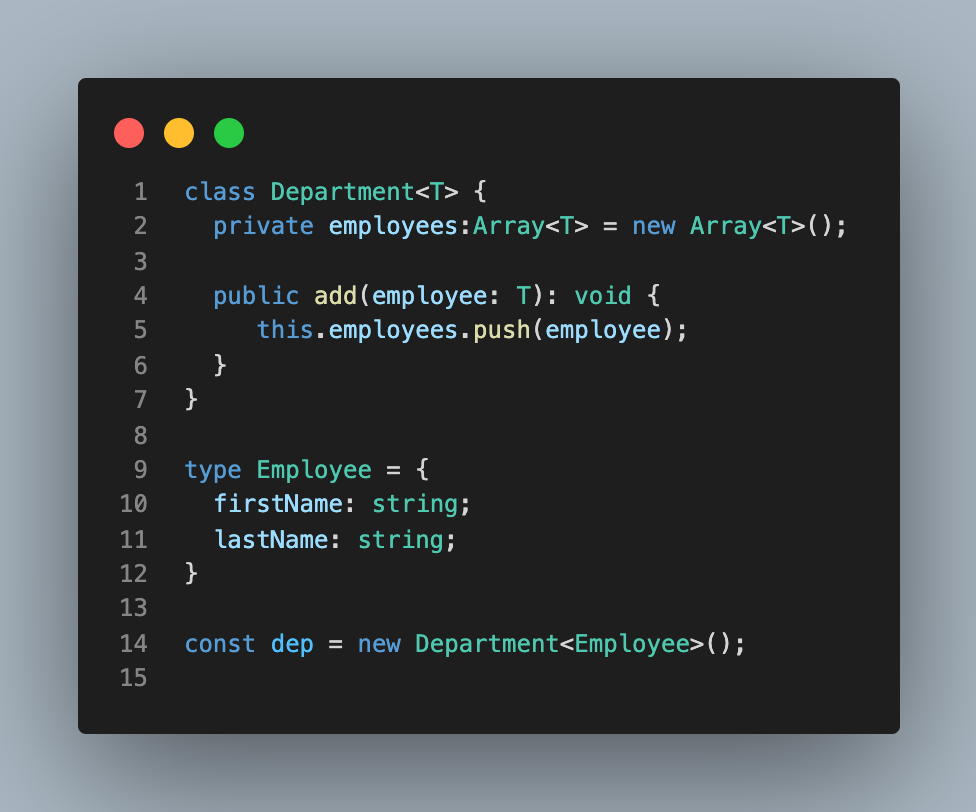 1 class Department<T> {
2   private employees:Array<T> = new Array<T>();
3
4   public add(employee: T): void {
5      this.employees.push(employee);
6   }
7 }
8
9 type Employee = {
10   firstName: string;
11   lastName: string;
12 }
13
14 const dep = new Department<Employee>();
15